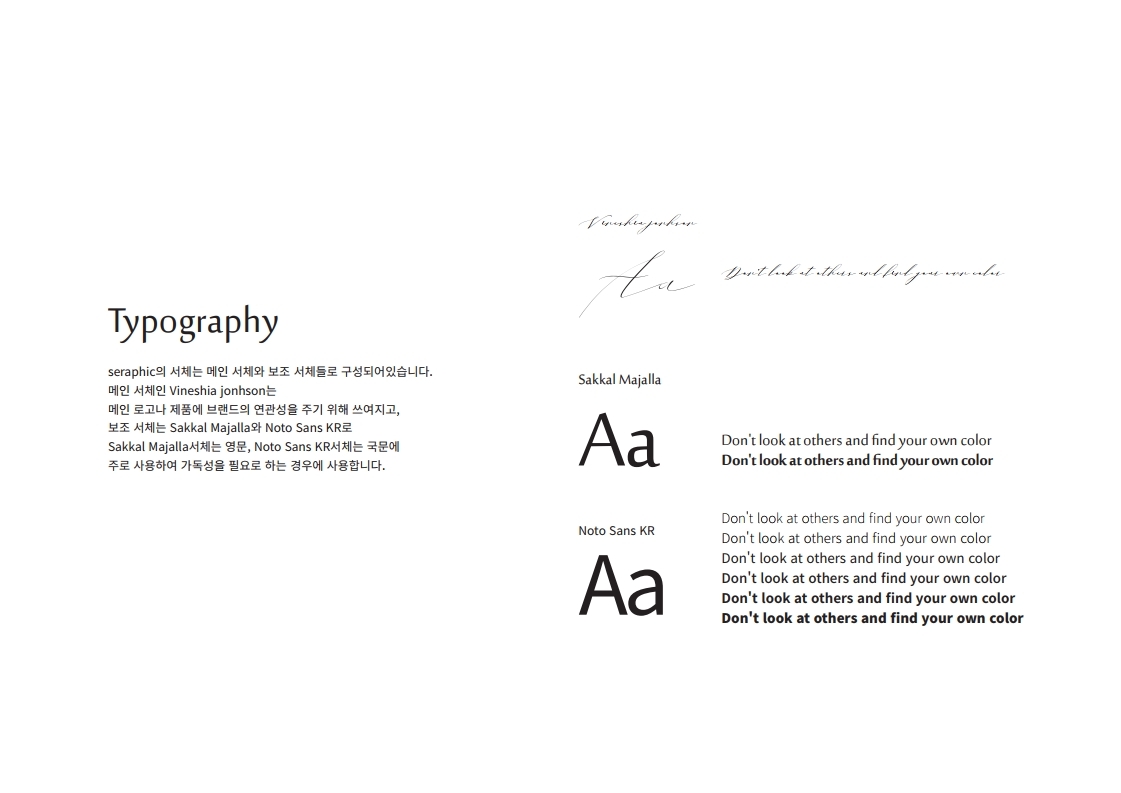 Typography
seraphic의 서체는 메인 서체와 보조 서체들로 구성되어있습니다.
메인 서체인 Vineshia jonhson는
메인 로고나 제품에 브랜드의 연관성을 주기 위해 쓰여지고,
보조 서체는 Sakkal Majalla와 Noto Sans KR로
Sakkal Majalla서체는 영문, Noto Sans KR서체는 국문에
주로 사용하여 가독성을 필요로 하는 경우에 사용합니다.
Vineshia jonhson
Aa
Don't look at others and find your own color
Sakkal Majalla
Aa
Don't look at others and find your own color
Don't look at others and find your own color
Noto Sans KR
Aa
Don't look at others and find your own color
Don't look at others and find your own color
Don't look at others and find your own color
Don't look at others and find your own color
Don't look at others and find your own color
Don't look at others and find your own color